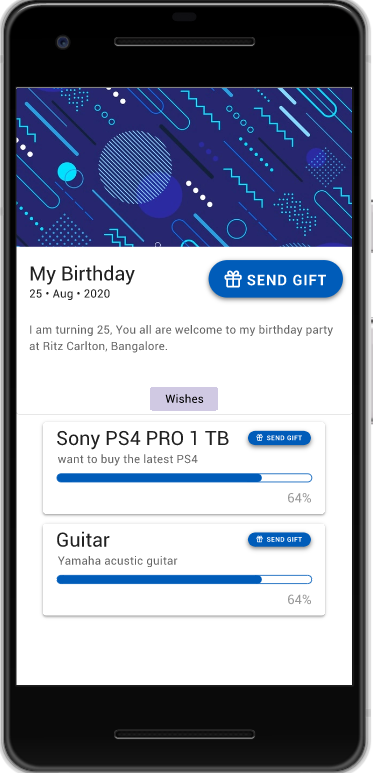 My Birthday
SEND GIFT
25 • Aug • 2020
I am turning 25, You all are welcome to my birthday party
at Ritz Carlton, Bangalore.
Wishes
Sony PS4 PRO 1 TB
SEND GIFT
want to buy the latest PS4
64%
Guitar
SEND GIFT
Yamaha acustic guitar
64%